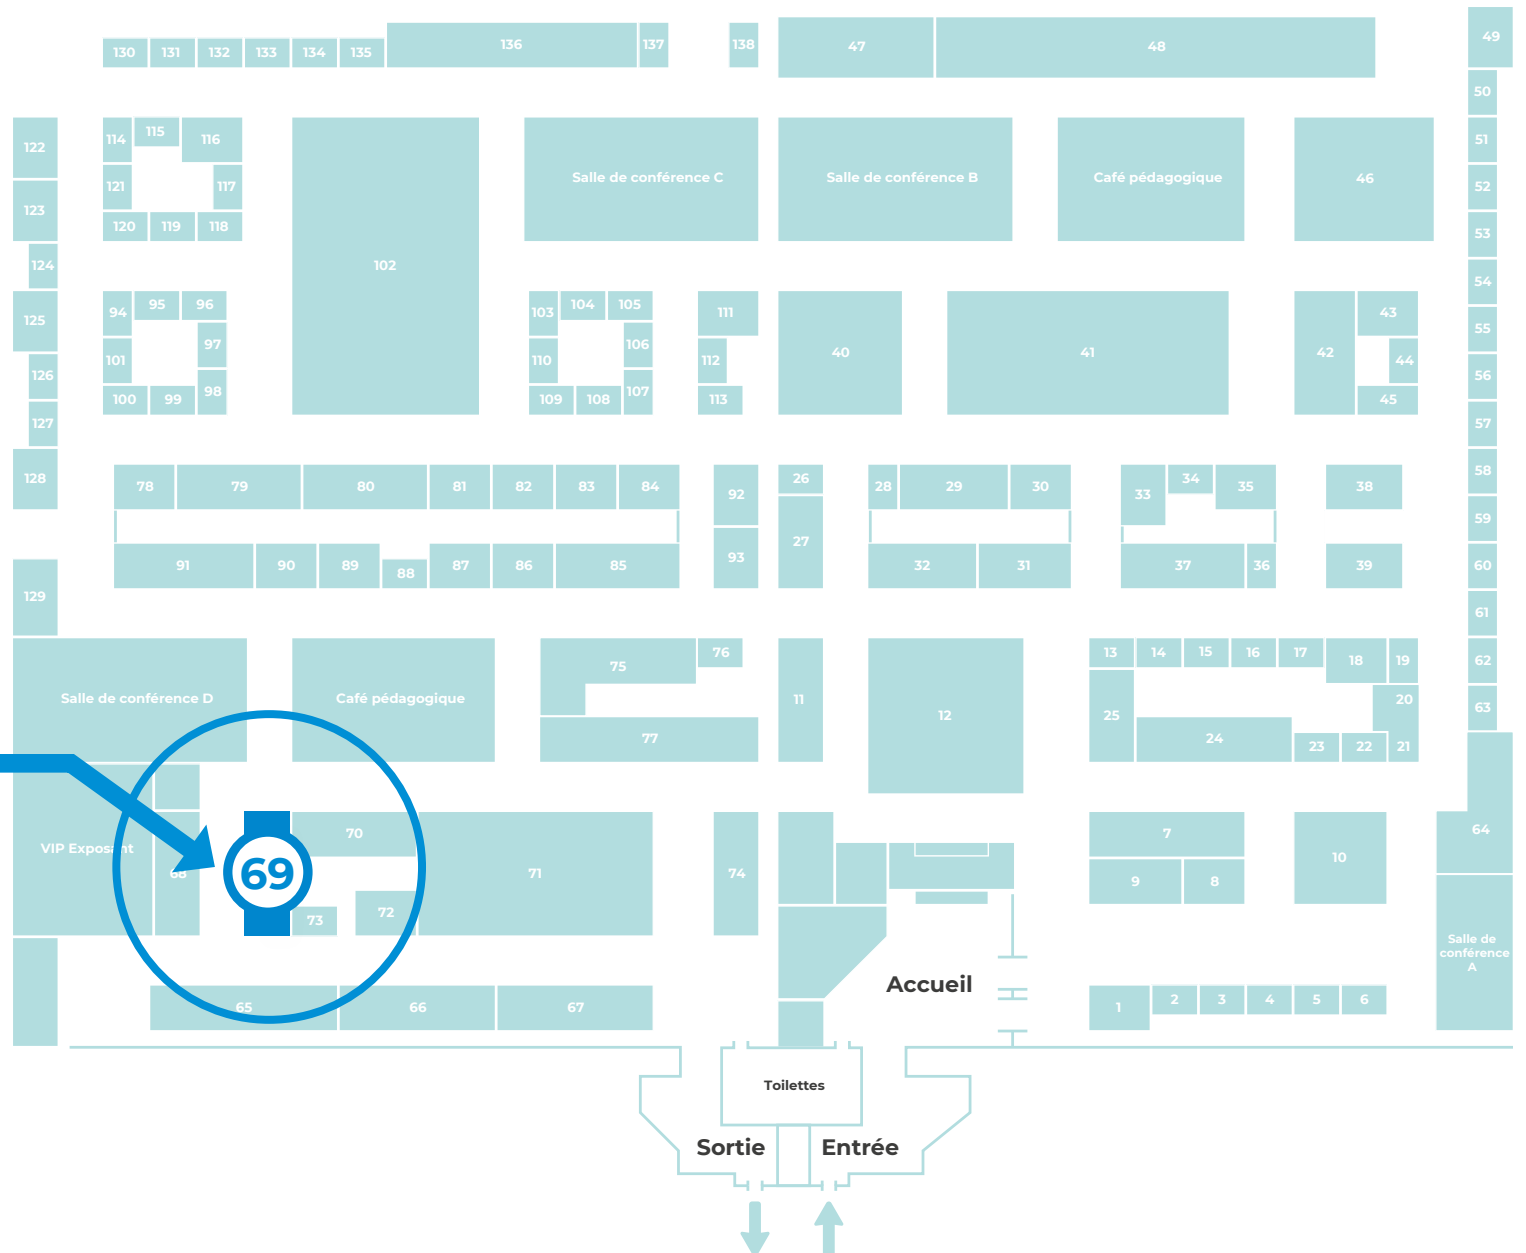 130 131 132 133 134 135 136 137 138 47 48 49
50
122 114 115 116 51
Salle de conférence C Salle de conférence B Café pédagogique 46
121 117 52
123 120 119 118 53
124 102 54
125 94 95 96 103 104 105 111 43 55
101 97 110 106 112 40 41 42 44 56
126
100 99 98 109 108 107 113 45
127 57
128 78 79 80 81 82 83 84 92 26 28 29 30 33 34 35 38 58
27 59
91 90 89 88 87 86 85 93 32 31 37 36 39 60
129 61
75 76 13 14 15 16 17 18 19 62
Salle de conférence D Café pédagogique 11 12 25 20 63
77 24 23 22 21
VIP Exposant 70 7 10 64
68 69 71 74 9 8
73 72
Salle de
conférence
A
Accueil
65 66 67 1 2 3 4 5 6
Toilettes
Sortie Entrée